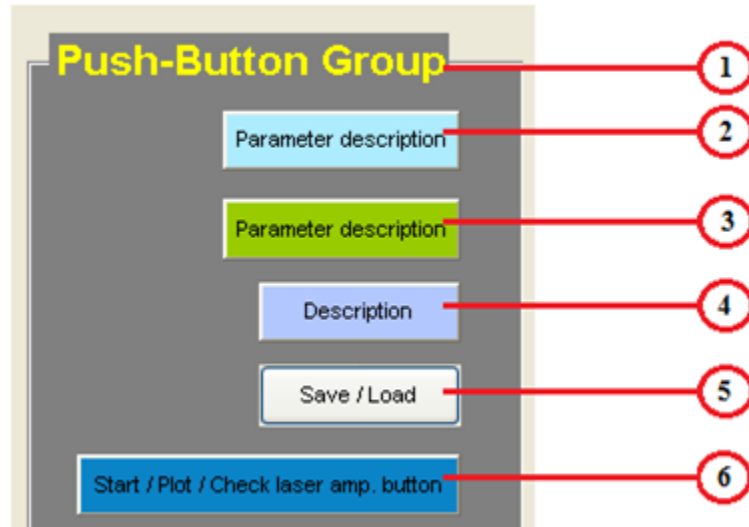 Push-Button Group
1
Parameter description
2
Parameter description
3
Description
4
Save / Load
5
Start / Plot / Check laser amp. button
6